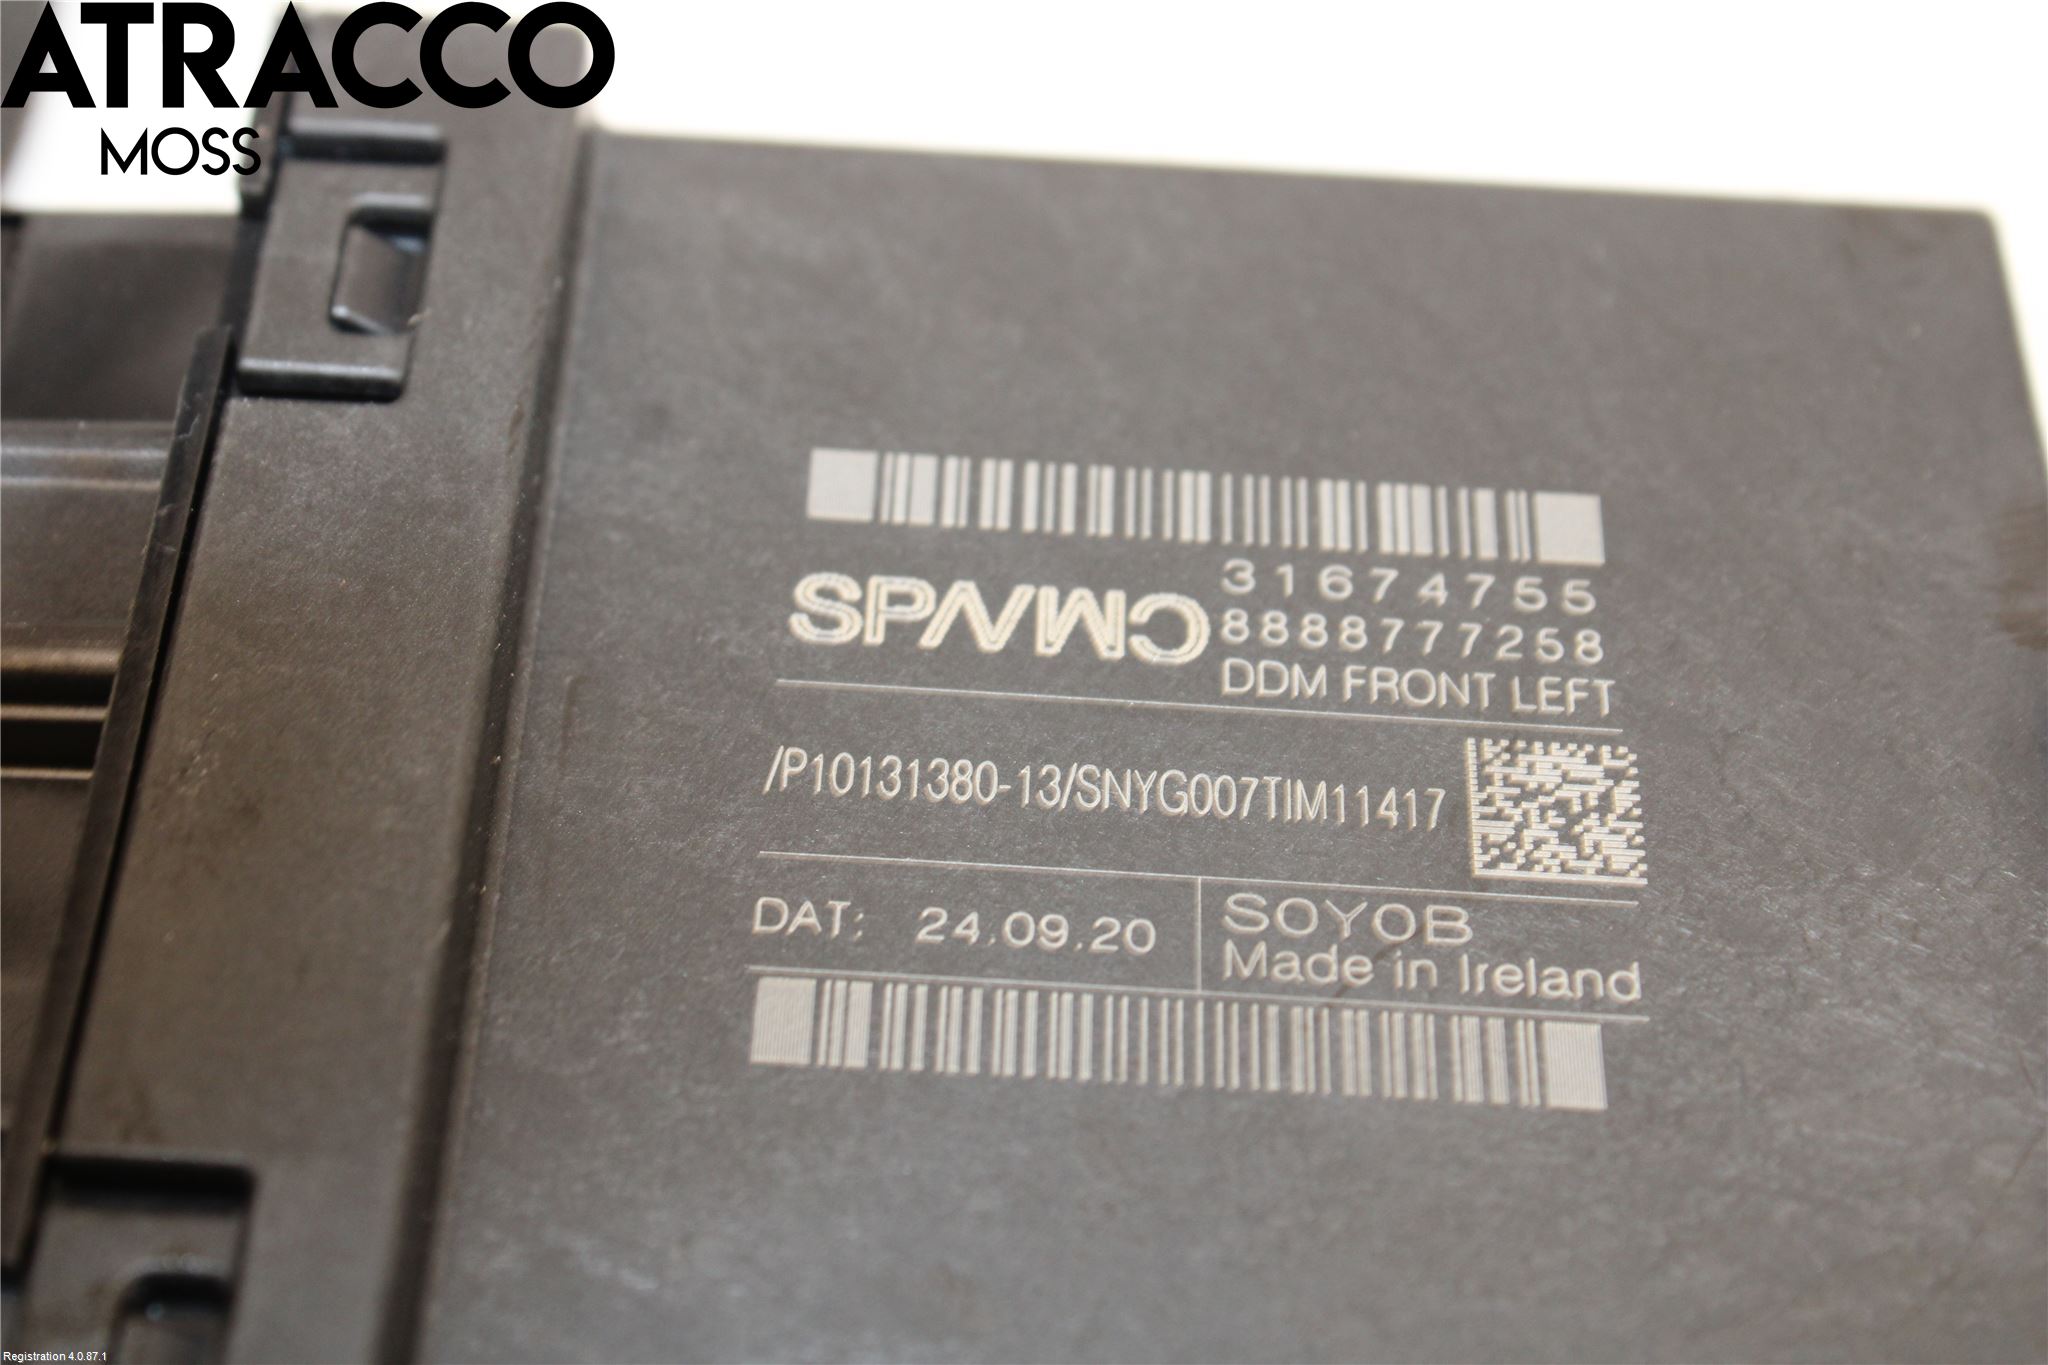 ATRACCO
MOSS
31674755
8888777258
DDM FRONT LEFT
/P10131380-13/SNYG007TIM11417
DAT: 24.09.20
SOYOB
Made in Ireland
Registration 4.0.87.1